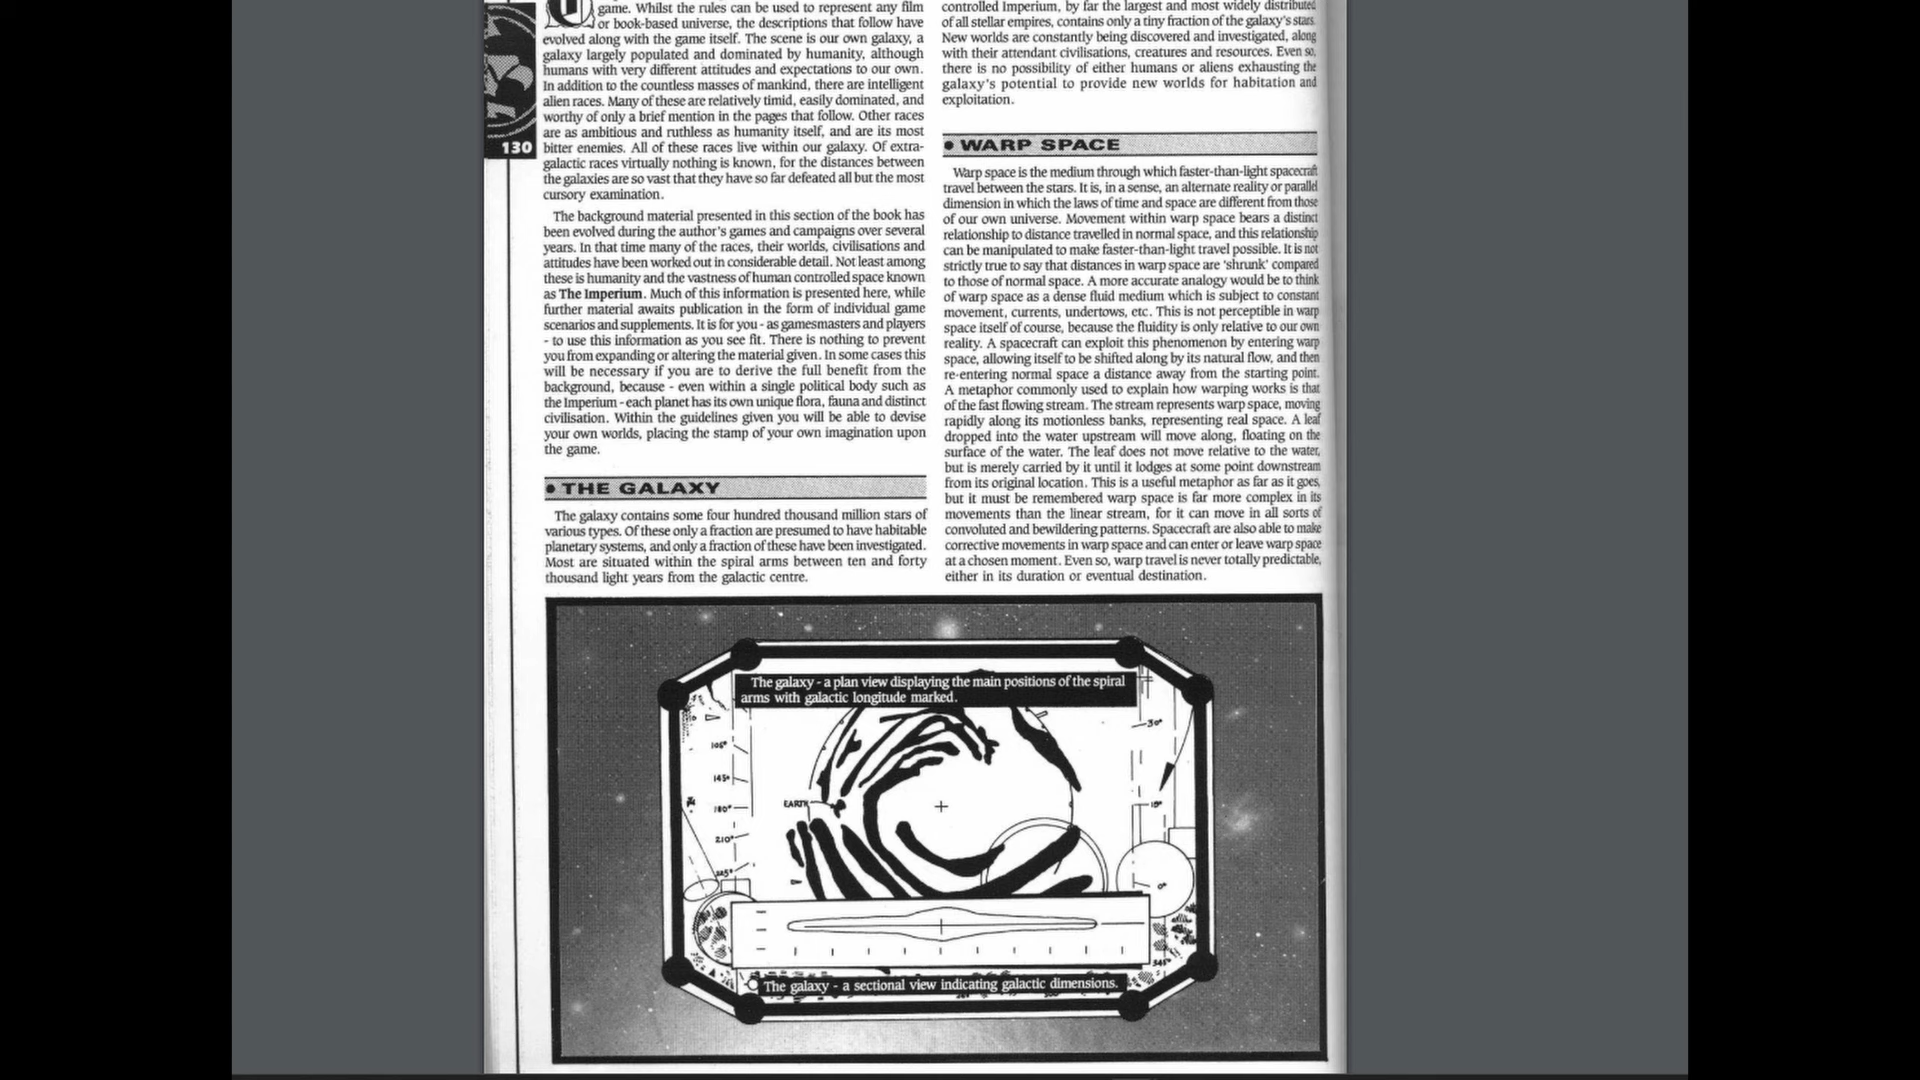 game. Whilst the rules can be used to represent any film
or book-based universe, the descriptions that follow have
evolved along with the game itself. The scene is our own galaxy, a
galaxy largely populated and dominated by humanity, although
humans with very different attitudes and expectations to our own.
In addition to the countless masses of mankind, there are intelligent
alien races. Many of these are relatively timid, easily dominated, and
worthy of only a brief mention in the pages that follow. Other races
are as ambitious and ruthless as humanity itself, and are its most
bitter enemies. All of these races live within our galaxy. Of extra-
galactic races virtually nothing is known, for the distances between
the galaxies are so vast that they have so far defeated all but the most
cursory examination.
130
The background material presented in this section of the book has
been evolved during the author's games and campaigns over several
years. In that time many of the races, their worlds, civilisations and
attitudes have been worked out in considerable detail. Not least among
these is humanity and the vastness of human controlled space known
as The Imperium. Much of this information is presented here, while
further material awaits publication in the form of individual game
scenarios and supplements. It is for you - as gamesmasters and players
- to use this information as you see fit. There is nothing to prevent
you from expanding or altering the material given. In some cases this
will be necessary if you are to derive the full benefit from the
background, because - even within a single political body such as
the Imperium - each planet has its own unique flora, fauna and distinct
civilisation. Within the guidelines given you will be able to devise
your own worlds, placing the stamp of your own imagination upon
the game.
• THE GALAXY
The galaxy contains some four hundred thousand million stars of
various types. Of these only a fraction are presumed to have habitable
planetary systems, and only a fraction of these have been investigated.
Most are situated within the spiral arms between ten and forty
thousand light years from the galactic centre.
controlled Imperium, by far the largest and most widely distributed
of all stellar empires, contains only a tiny fraction of the galaxy's stars.
New worlds are constantly being discovered and investigated, along
with their attendant civilisations, creatures and resources. Even so,
there is no possibility of either humans or aliens exhausting the
galaxy's potential to provide new worlds for habitation and
exploitation.
• WARP SPACE
Warp space is the medium through which faster-than-light spacecraft
travel between the stars. It is, in a sense, an alternate reality or parallel
dimension in which the laws of time and space are different from those
of our own universe. Movement within warp space bears a distinct
relationship to distance travelled in normal space, and this relationship
can be manipulated to make faster-than-light travel possible. It is not
strictly true to say that distances in warp space are 'shrunk' compared
to those of normal space. A more accurate analogy would be to think
of warp space as a dense fluid medium which is subject to constant
movement, currents, undertows, etc. This is not perceptible in warp
space itself of course, because the fluidity is only relative to our own
reality. A spacecraft can exploit this phenomenon by entering warp
space, allowing itself to be shifted along by its natural flow, and then
re-entering normal space a distance away from the starting point.
A metaphor commonly used to explain how warping works is that
of the fast flowing stream. The stream represents warp space, moving
rapidly along its motionless banks, representing real space. A leaf
dropped into the water upstream will move along, floating on the
surface of the water. The leaf does not move relative to the water,
but is merely carried by it until it lodges at some point downstream
from its original location. This is a useful metaphor as far as it goes,
but it must be remembered warp space is far more complex in its
movements than the linear stream, for it can move in all sorts of
convoluted and bewildering patterns. Spacecraft are also able to make
corrective movements in warp space and can enter or leave warp space
at a chosen moment. Even so, warp travel is never totally predictable,
either in its duration or eventual destination.
The galaxy - a plan view displaying the main positions of the spiral
arms with galactic longitude marked.
30°
105°
145°
180°
EARTH
15°
210°
0°
345°
The galaxy - a sectional view indicating galactic dimensions.